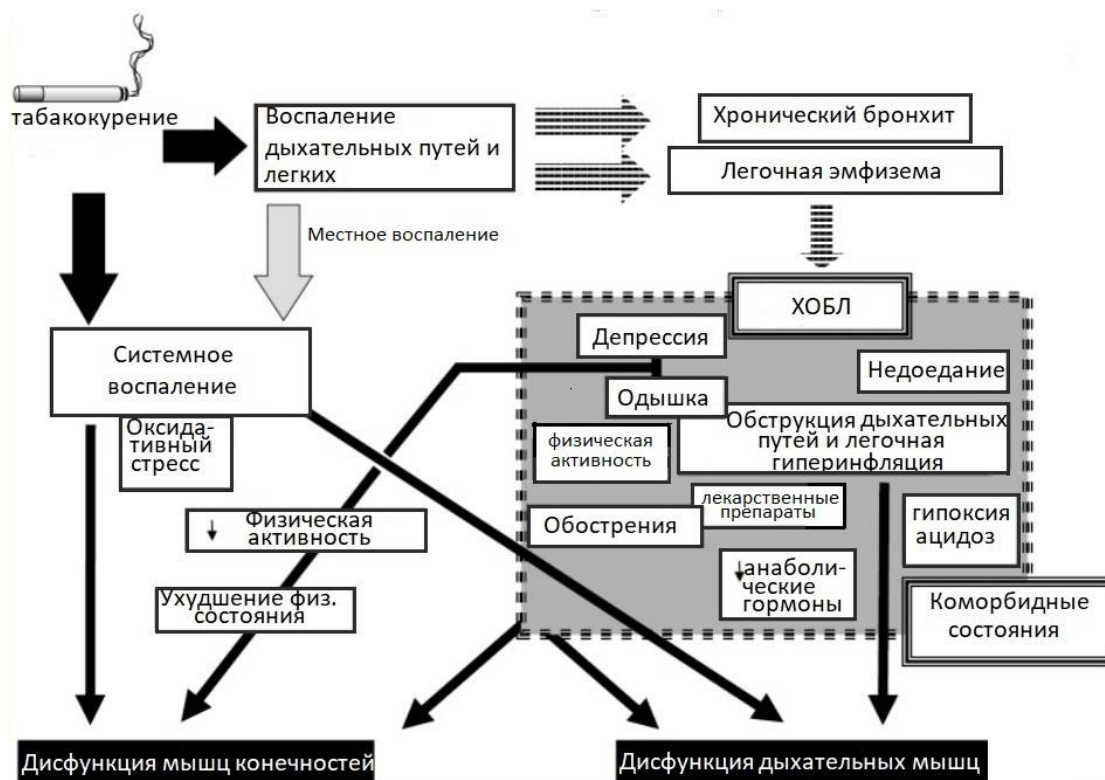 табакокурение
Воспаление
дыхательных путей и
легких
Хронический бронхит
Легочная эмфизема
Местное воспаление
ХОБЛ
Системное
воспаление
Оксида-
тивный
стресс
Депрессия
Недоедание
Одышка
Обструкция дыхательных
путей и легочная
гиперинфляция
физическая
активность
лекарственные
препараты
Обострения
гипоксия
ацидоз
↓ Физическая
активность
↓анаболи-
ческие
гормоны
Ухудшение физ.
состояния
Коморбидные
состояния
Дисфункция мышц конечностей
Дисфункция дыхательных мышц